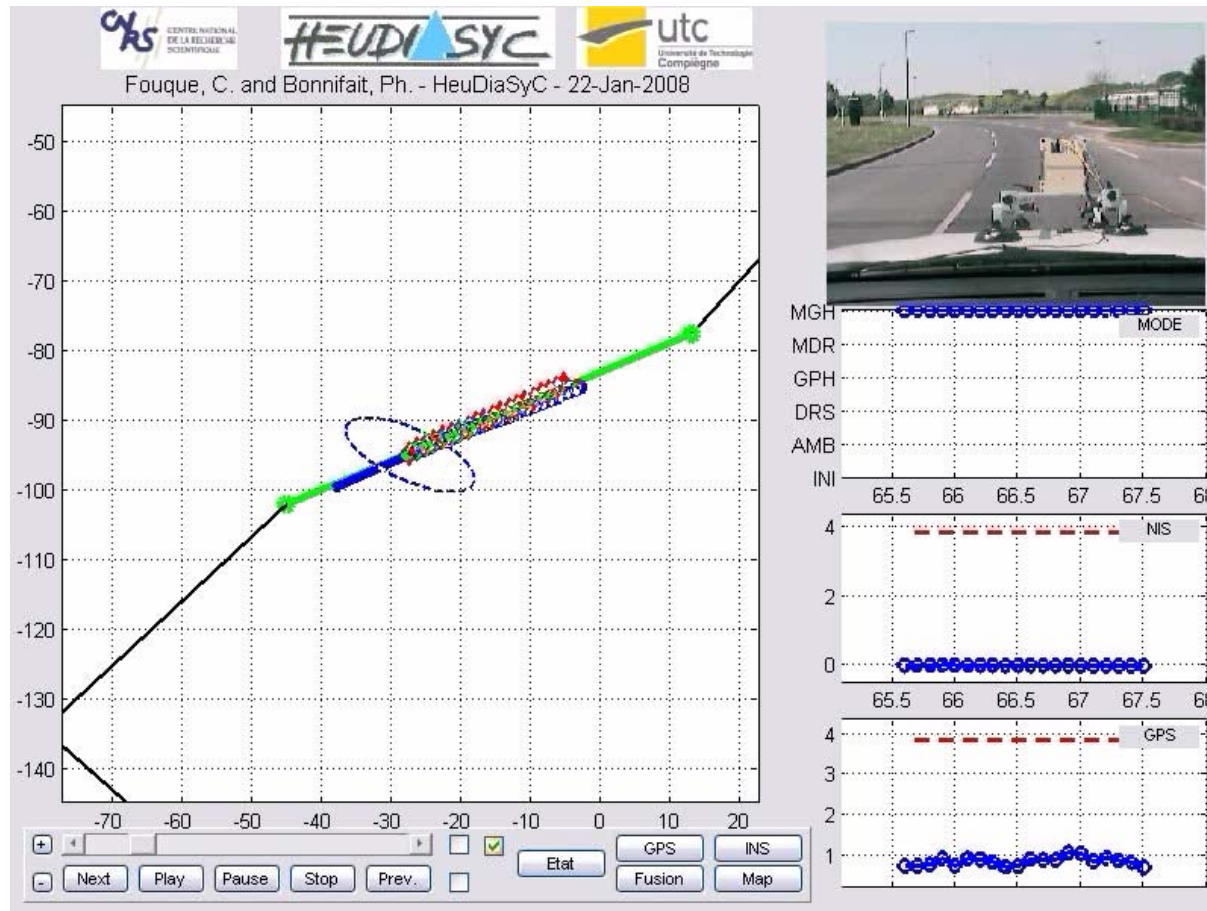 CNRS
CENTRE NATIONAL
DE LA RECHERCHE
SCIENTIFIQUE
HEUDIASYC
utc
Université de Technologie
Compiègne
Fouque, C. and Bonnifait, Ph. - HeuDiaSyC - 22-Jan-2008
-50
-60
-70
-80
-90
-100
-110
-120
-130
-140
-70 -60 -50 -40 -30 -20 -10 0 10 20
MGH
MDR
GPH
DRS
AMB
INI
MODE
65.5 66 66.5 67 67.5 68
4
2
0
NIS
65.5 66 66.5 67 67.5 68
4
3
2
1
GPS
+
-
Next Play Pause Stop Prev.
Etat
GPS INS
Fusion Map